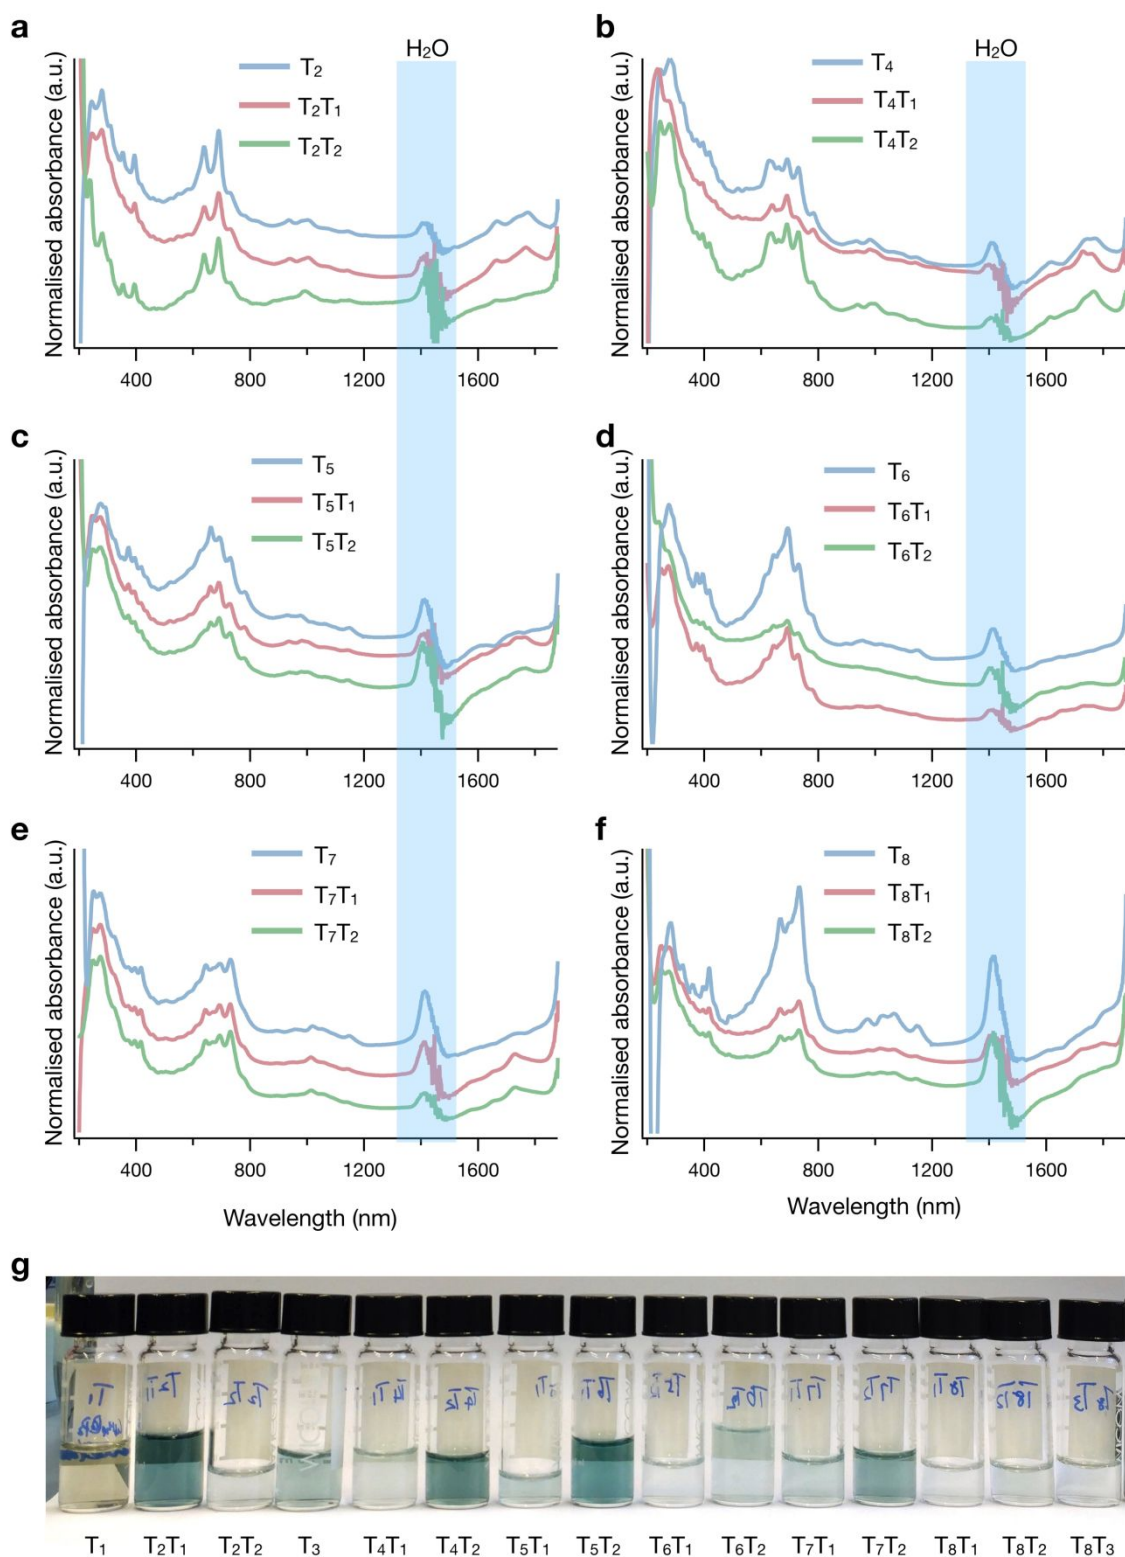 a
b
H₂O
H₂O
T₂
T₂T₁
T₂T₂
T₄
T₄T₁
T₄T₂
Normalised absorbance (a.u.)
Normalised absorbance (a.u.)
400 800 1200 1600
400 800 1200 1600
c
d
T₅
T₅T₁
T₅T₂
T₆
T₆T₁
T₆T₂
Normalised absorbance (a.u.)
Normalised absorbance (a.u.)
400 800 1200 1600
400 800 1200 1600
e
f
T₇
T₇T₁
T₇T₂
T₈
T₈T₁
T₈T₂
Normalised absorbance (a.u.)
Normalised absorbance (a.u.)
400 800 1200 1600
400 800 1200 1600
Wavelength (nm)
Wavelength (nm)
g
T₁ T₂T₁ T₂T₂ T₃ T₄T₁ T₄T₂ T₅T₁ T₅T₂ T₆T₁ T₆T₂ T₇T₁ T₇T₂ T₈T₁ T₈T₂ T₈T₃